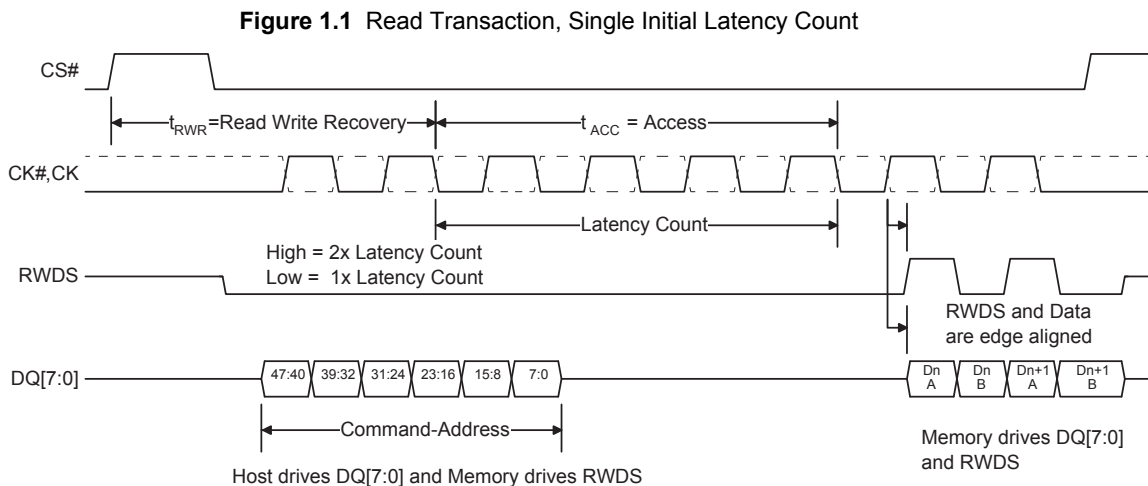 Figure 1.1 Read Transaction, Single Initial Latency Count
CS#
tRWR=Read Write Recovery
tACC = Access
CK#,CK
Latency Count
High = 2x Latency Count
Low = 1x Latency Count
RWDS
RWDS and Data
are edge aligned
DQ[7:0]
47:40 39:32 31:24 23:16 15:8 7:0
Dn Dn Dn+1 Dn+1
A B A B
Command-Address
Memory drives DQ[7:0]
and RWDS
Host drives DQ[7:0] and Memory drives RWDS